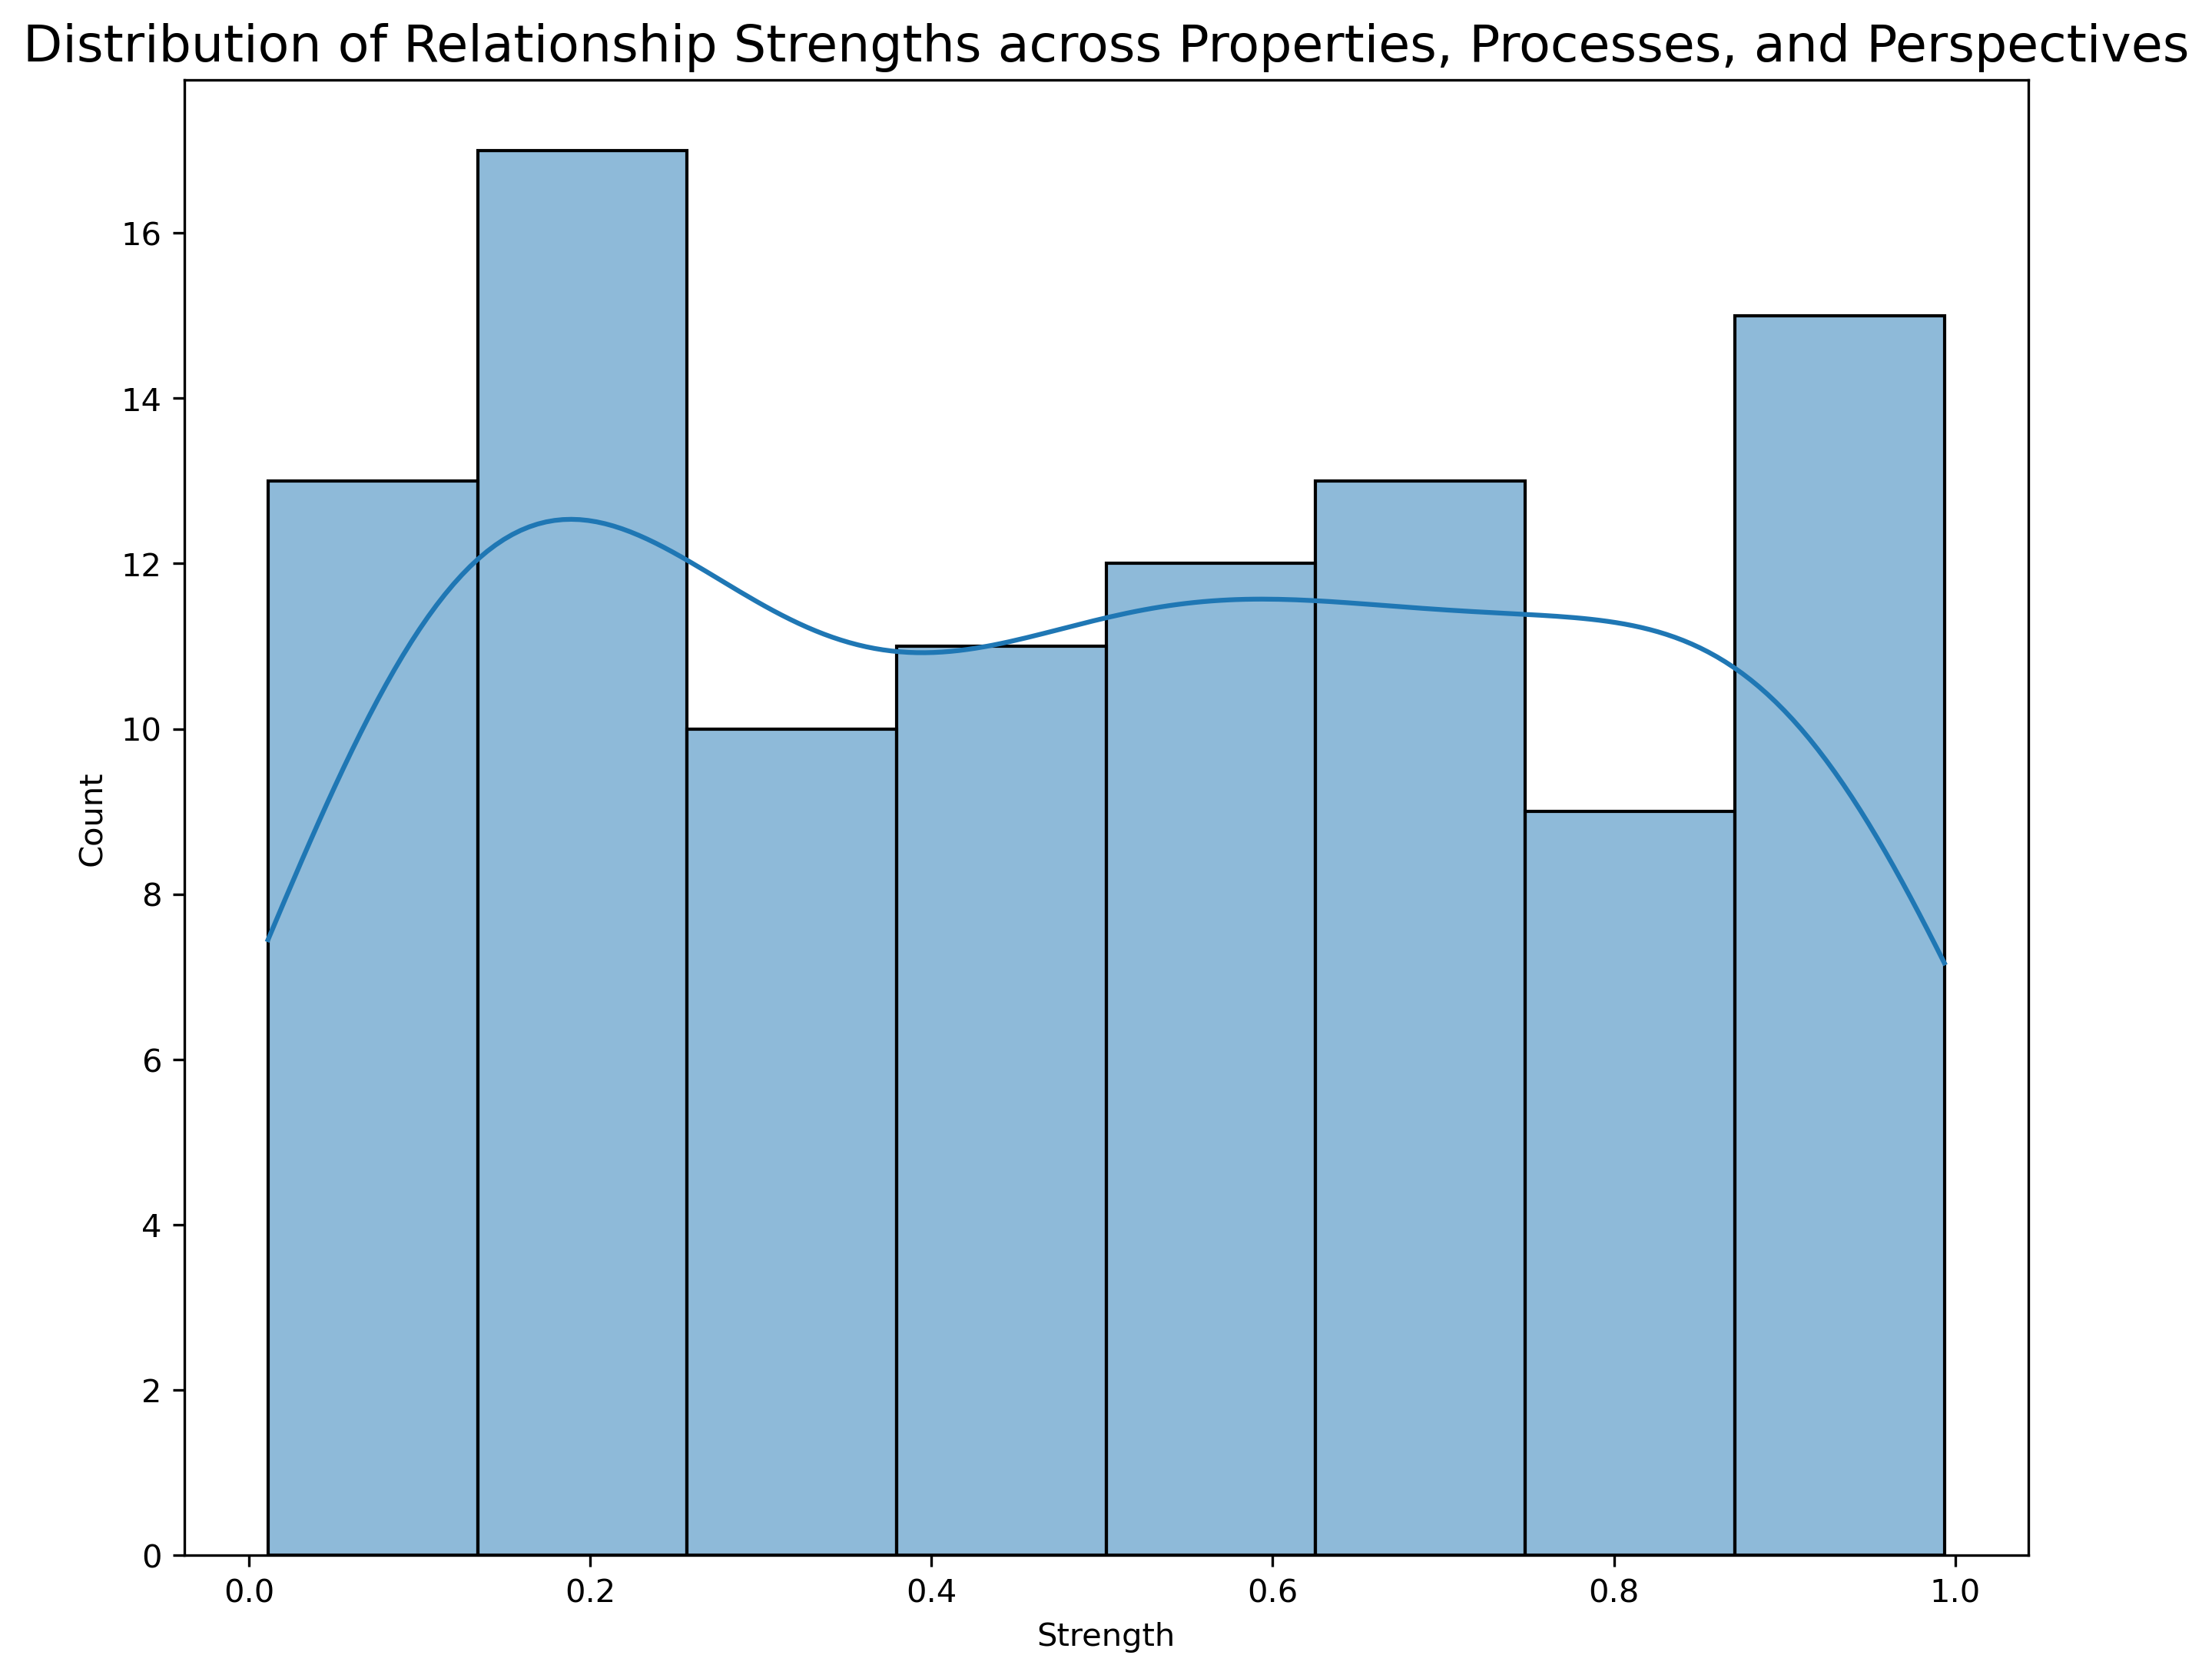 Distribution of Relationship Strengths across Properties, Processes, and Perspectives
16
14
12
10
8
6
4
2
0
Count
0.0 0.2 0.4 0.6 0.8 1.0
Strength